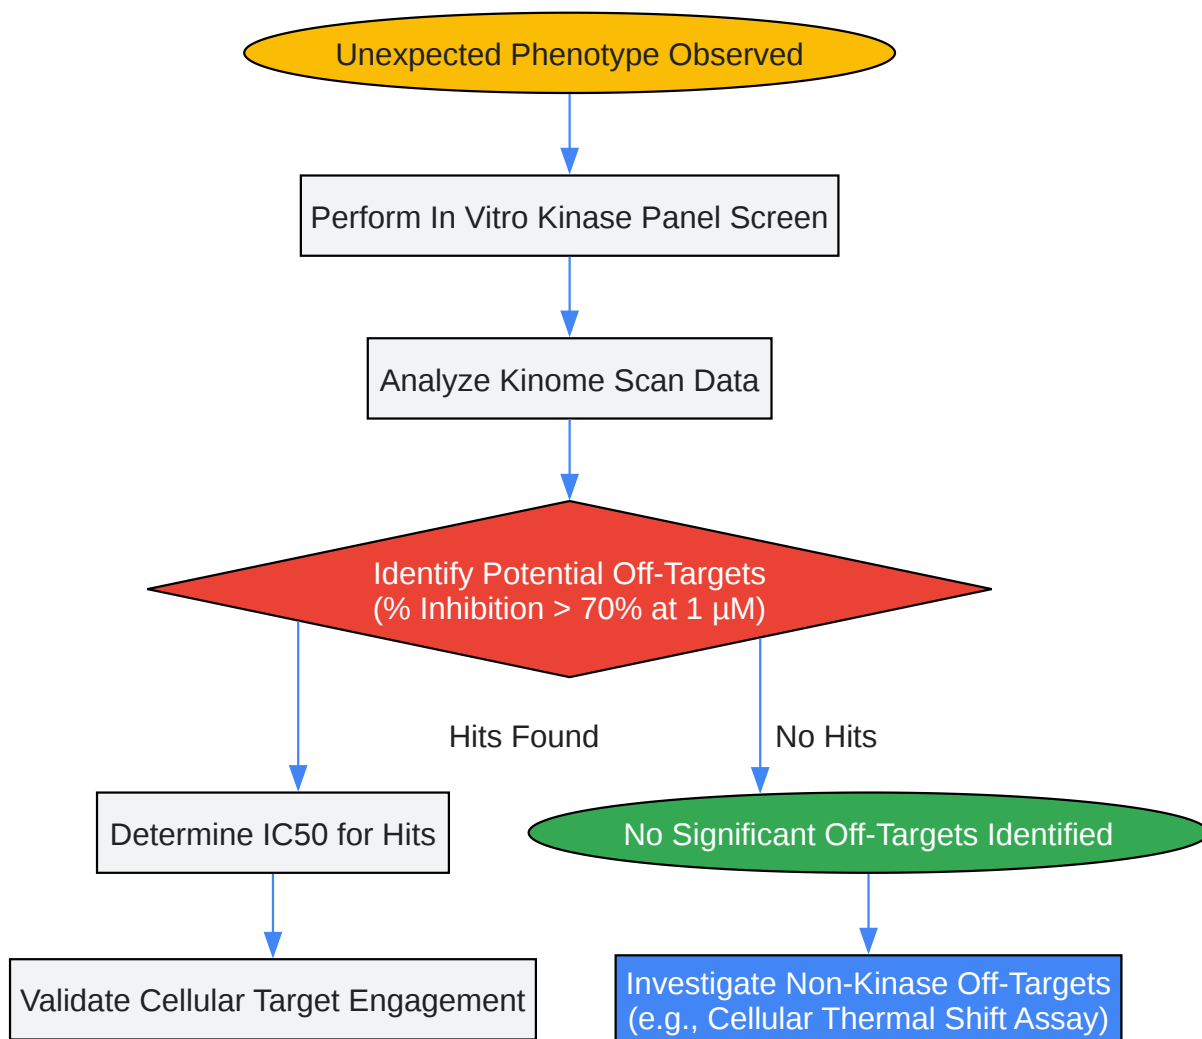 Unexpected Phenotype Observed
Perform In Vitro Kinase Panel Screen
Analyze Kinome Scan Data
Identify Potential Off-Targets
(% Inhibition > 70% at 1 µM)
Hits Found
No Hits
Determine IC50 for Hits
No Significant Off-Targets Identified
Validate Cellular Target Engagement
Investigate Non-Kinase Off-Targets
(e.g., Cellular Thermal Shift Assay)